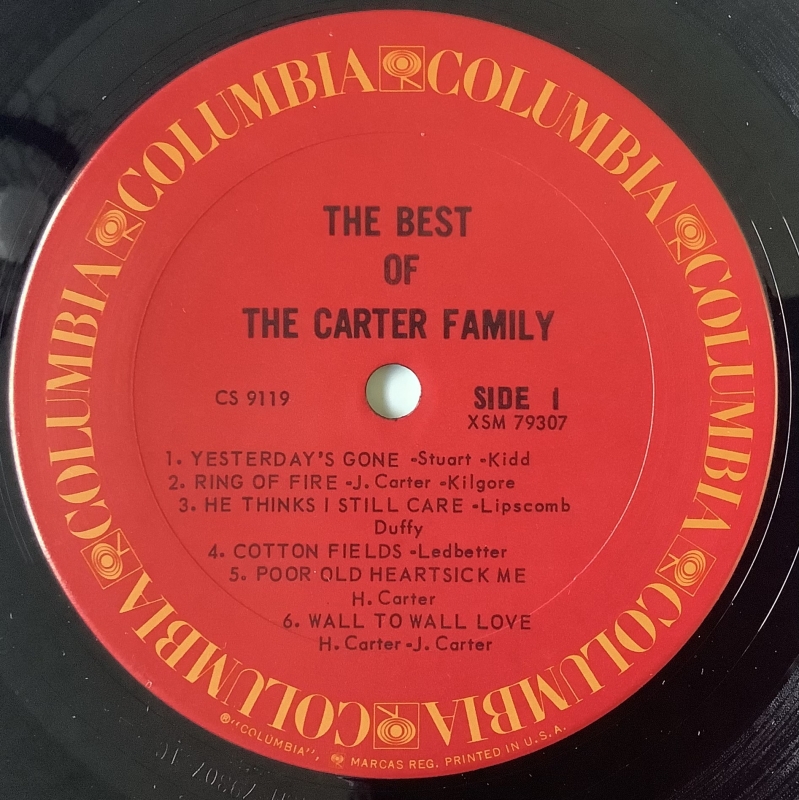 COLUMBIA COLUMBIA COLUMBIA COLUMBIA COLUMBIA COLUMBIA COLUMBIA COLUMBIA
THE BEST
OF
THE CARTER FAMILY
CS 9119
SIDE 1
XSM 79307
1. YESTERDAY'S GONE -Stuart -Kidd
2. RING OF FIRE -J. Carter -Kilgore
3. HE THINKS I STILL CARE -Lipscomb
Duffy
4. COTTON FIELDS -Ledbetter
5. POOR OLD HEARTSICK ME
H. Carter
6. WALL TO WALL LOVE
H. Carter -J. Carter
®"COLUMBIA", MARCAS REG. PRINTED IN U.S.A.